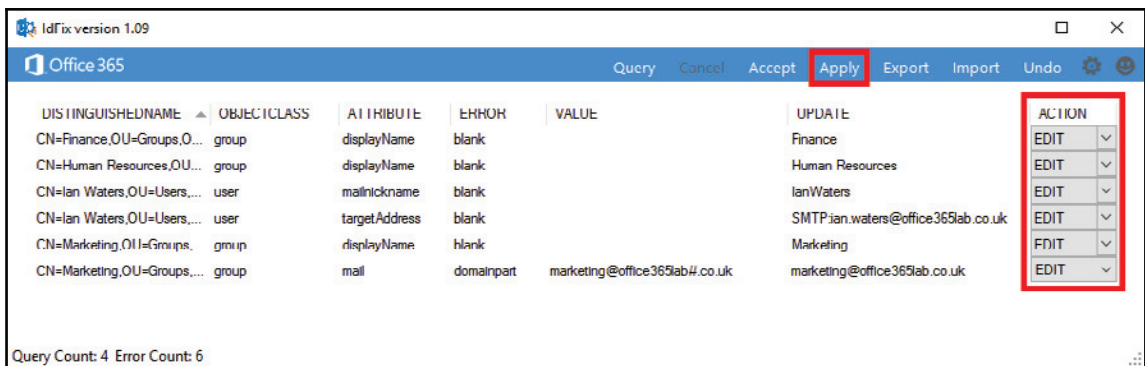 IdFix version 1.09
Office 365 Query Cancel Accept Apply Export Import Undo
DISTINGUISHEDNAME OBJECTCLASS ATTRIBUTE ERROR VALUE UPDATE ACTION
CN=Finance,OU=Groups,O... group displayName blank Finance EDIT
CN=Human Resources,OU... group displayName blank Human Resources EDIT
CN=Ian Waters,OU=Users,... user mailnickname blank IanWaters EDIT
CN=Ian Waters,OU=Users,... user targetAddress blank SMTP:ian.waters@office365lab.co.uk EDIT
CN=Marketing,OU=Groups, group displayName blank Marketing EDIT
CN=Marketing,OU=Groups,... group mail domainpart marketing@office365lab#.co.uk marketing@office365lab.co.uk EDIT
Query Count: 4 Error Count: 6